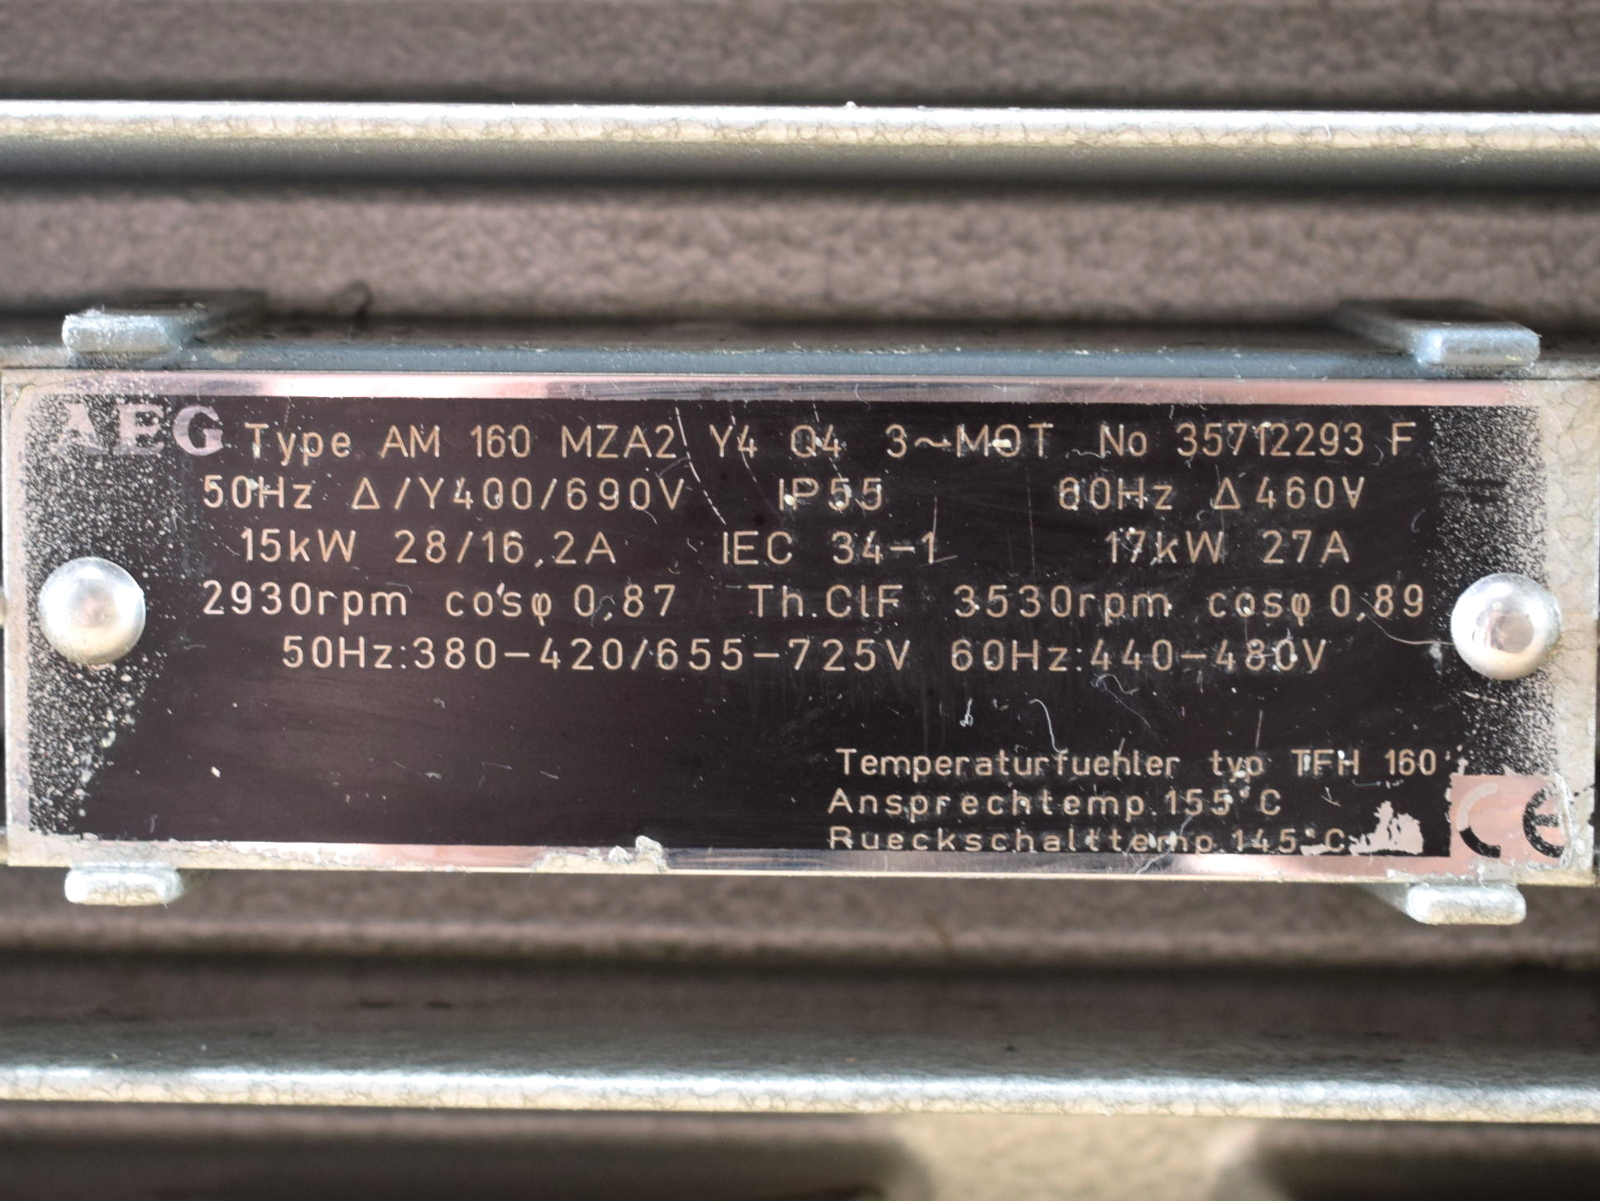 AEG Type AM 160 MZA2 Y4 Q4 3~MOT No 35712293 F
50Hz Δ/Y400/690V IP55 60Hz Δ460V
15kW 28/16,2A IEC 34-1 17kW 27A
2930rpm cosφ 0,87 Th.ClF 3530rpm cosφ 0,89
50Hz:380-420/655-725V 60Hz:440-480V
Temperaturfuehler typ TFH 160
Ansprechtemp.155°C
Rueckschalttemp.145°C
CE